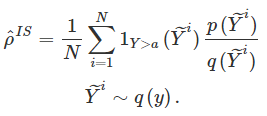 $\hat{\rho}^{IS} = \frac{1}{N} \sum_{i=1}^{N} 1_{Y>a}(\widetilde{Y}^i) \frac{p(\widetilde{Y}^i)}{q(\widetilde{Y}^i)}$
$\widetilde{Y}^i \sim q(y).$